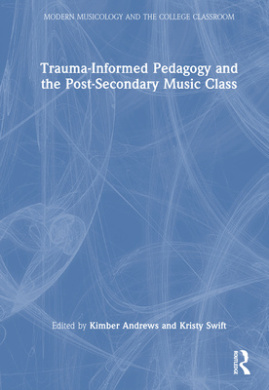 MODERN MUSICOLOGY AND THE COLLEGE CLASSROOM
Trauma-Informed Pedagogy and
the Post-Secondary Music Class
Edited by Kimber Andrews and Kristy Swift
R
ROUTLEDGE